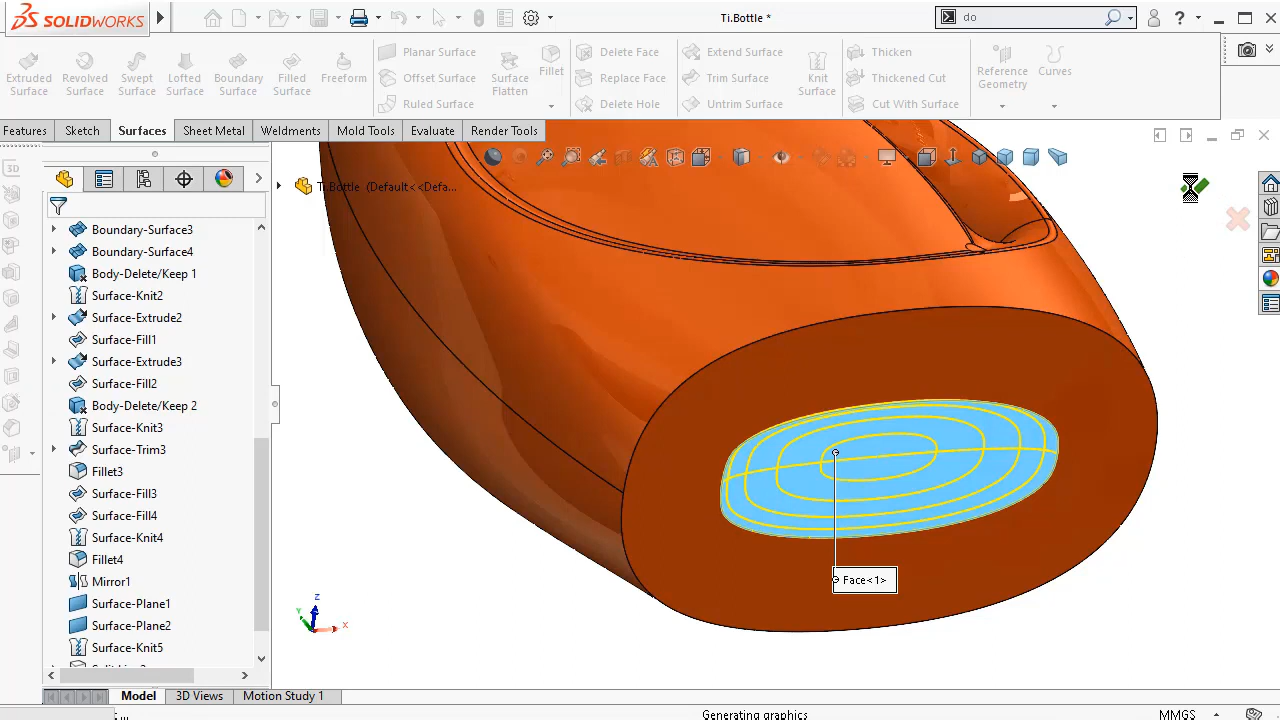 SOLIDWORKS
Ti.Bottle *
do
Extruded Surface
Revolved Surface
Swept Surface
Lofted Surface
Boundary Surface
Filled
Freeform
Planar Surface
Offset Surface
Ruled Surface
Surface Flatten
Fillet
Delete Face
Replace Face
Delete Hole
Extend Surface
Trim Surface
Untrim Surface
Knit Surface
Thicken
Thickened Cut
Cut With Surface
Reference Geometry
Curves
Features
Sketch
Surfaces
Sheet Metal
Weldments
Mold Tools
Evaluate
Render Tools
Ti.Bottle (Default<<Defa...
Boundary-Surface3
Boundary-Surface4
Body-Delete/Keep 1
Surface-Knit2
Surface-Extrude2
Surface-Fill1
Surface-Extrude3
Surface-Fill2
Body-Delete/Keep 2
Surface-Knit3
Surface-Trim3
Fillet3
Surface-Fill3
Surface-Fill4
Surface-Knit4
Fillet4
Mirror1
Surface-Plane1
Surface-Plane2
Surface-Knit5
Face<1>
Z
Y
X
Model
3D Views
Motion Study 1
...
Generating graphics
MMGS